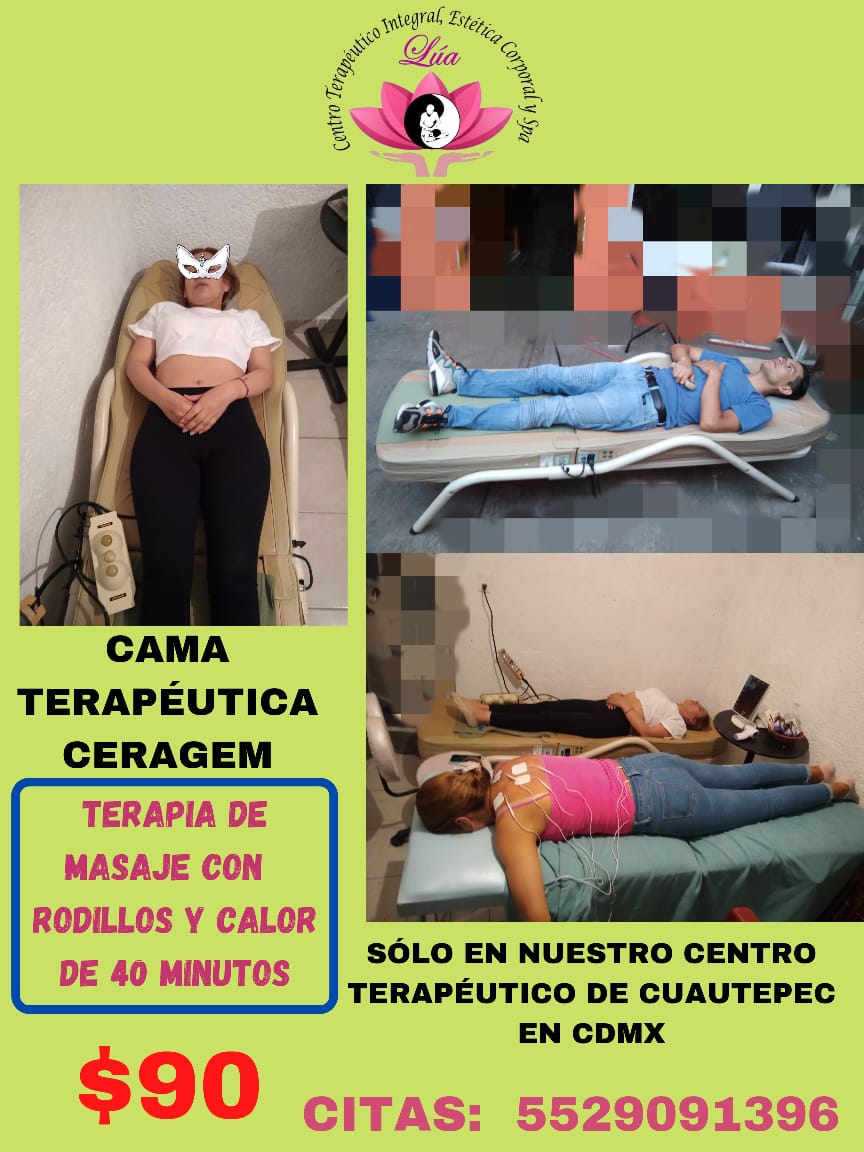 Centro Terapéutico Integral, Estética Corporal y Spa
Lúa
CAMA
TERAPÉUTICA
CERAGEM
TERAPIA DE
MASAJE CON
RODILLOS Y CALOR
DE 40 MINUTOS
SÓLO EN NUESTRO CENTRO
TERAPÉUTICO DE CUAUTEPEC
EN CDMX
$90
CITAS: 5529091396